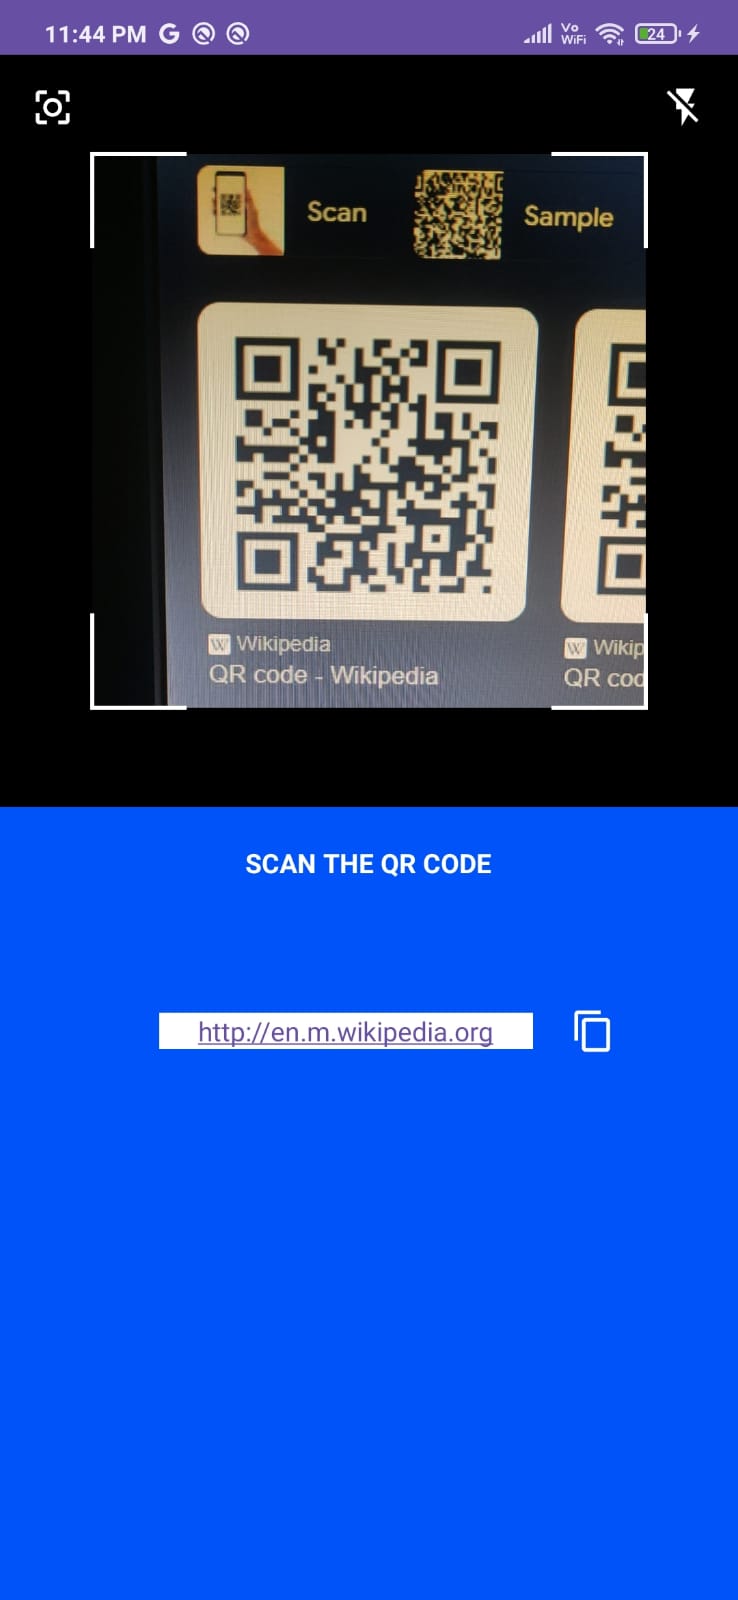 11:44 PM
Vo
WiFi
24
Scan
Sample
Wikipedia
QR code - Wikipedia
W
Wikip
QR cod
SCAN THE QR CODE
http://en.m.wikipedia.org